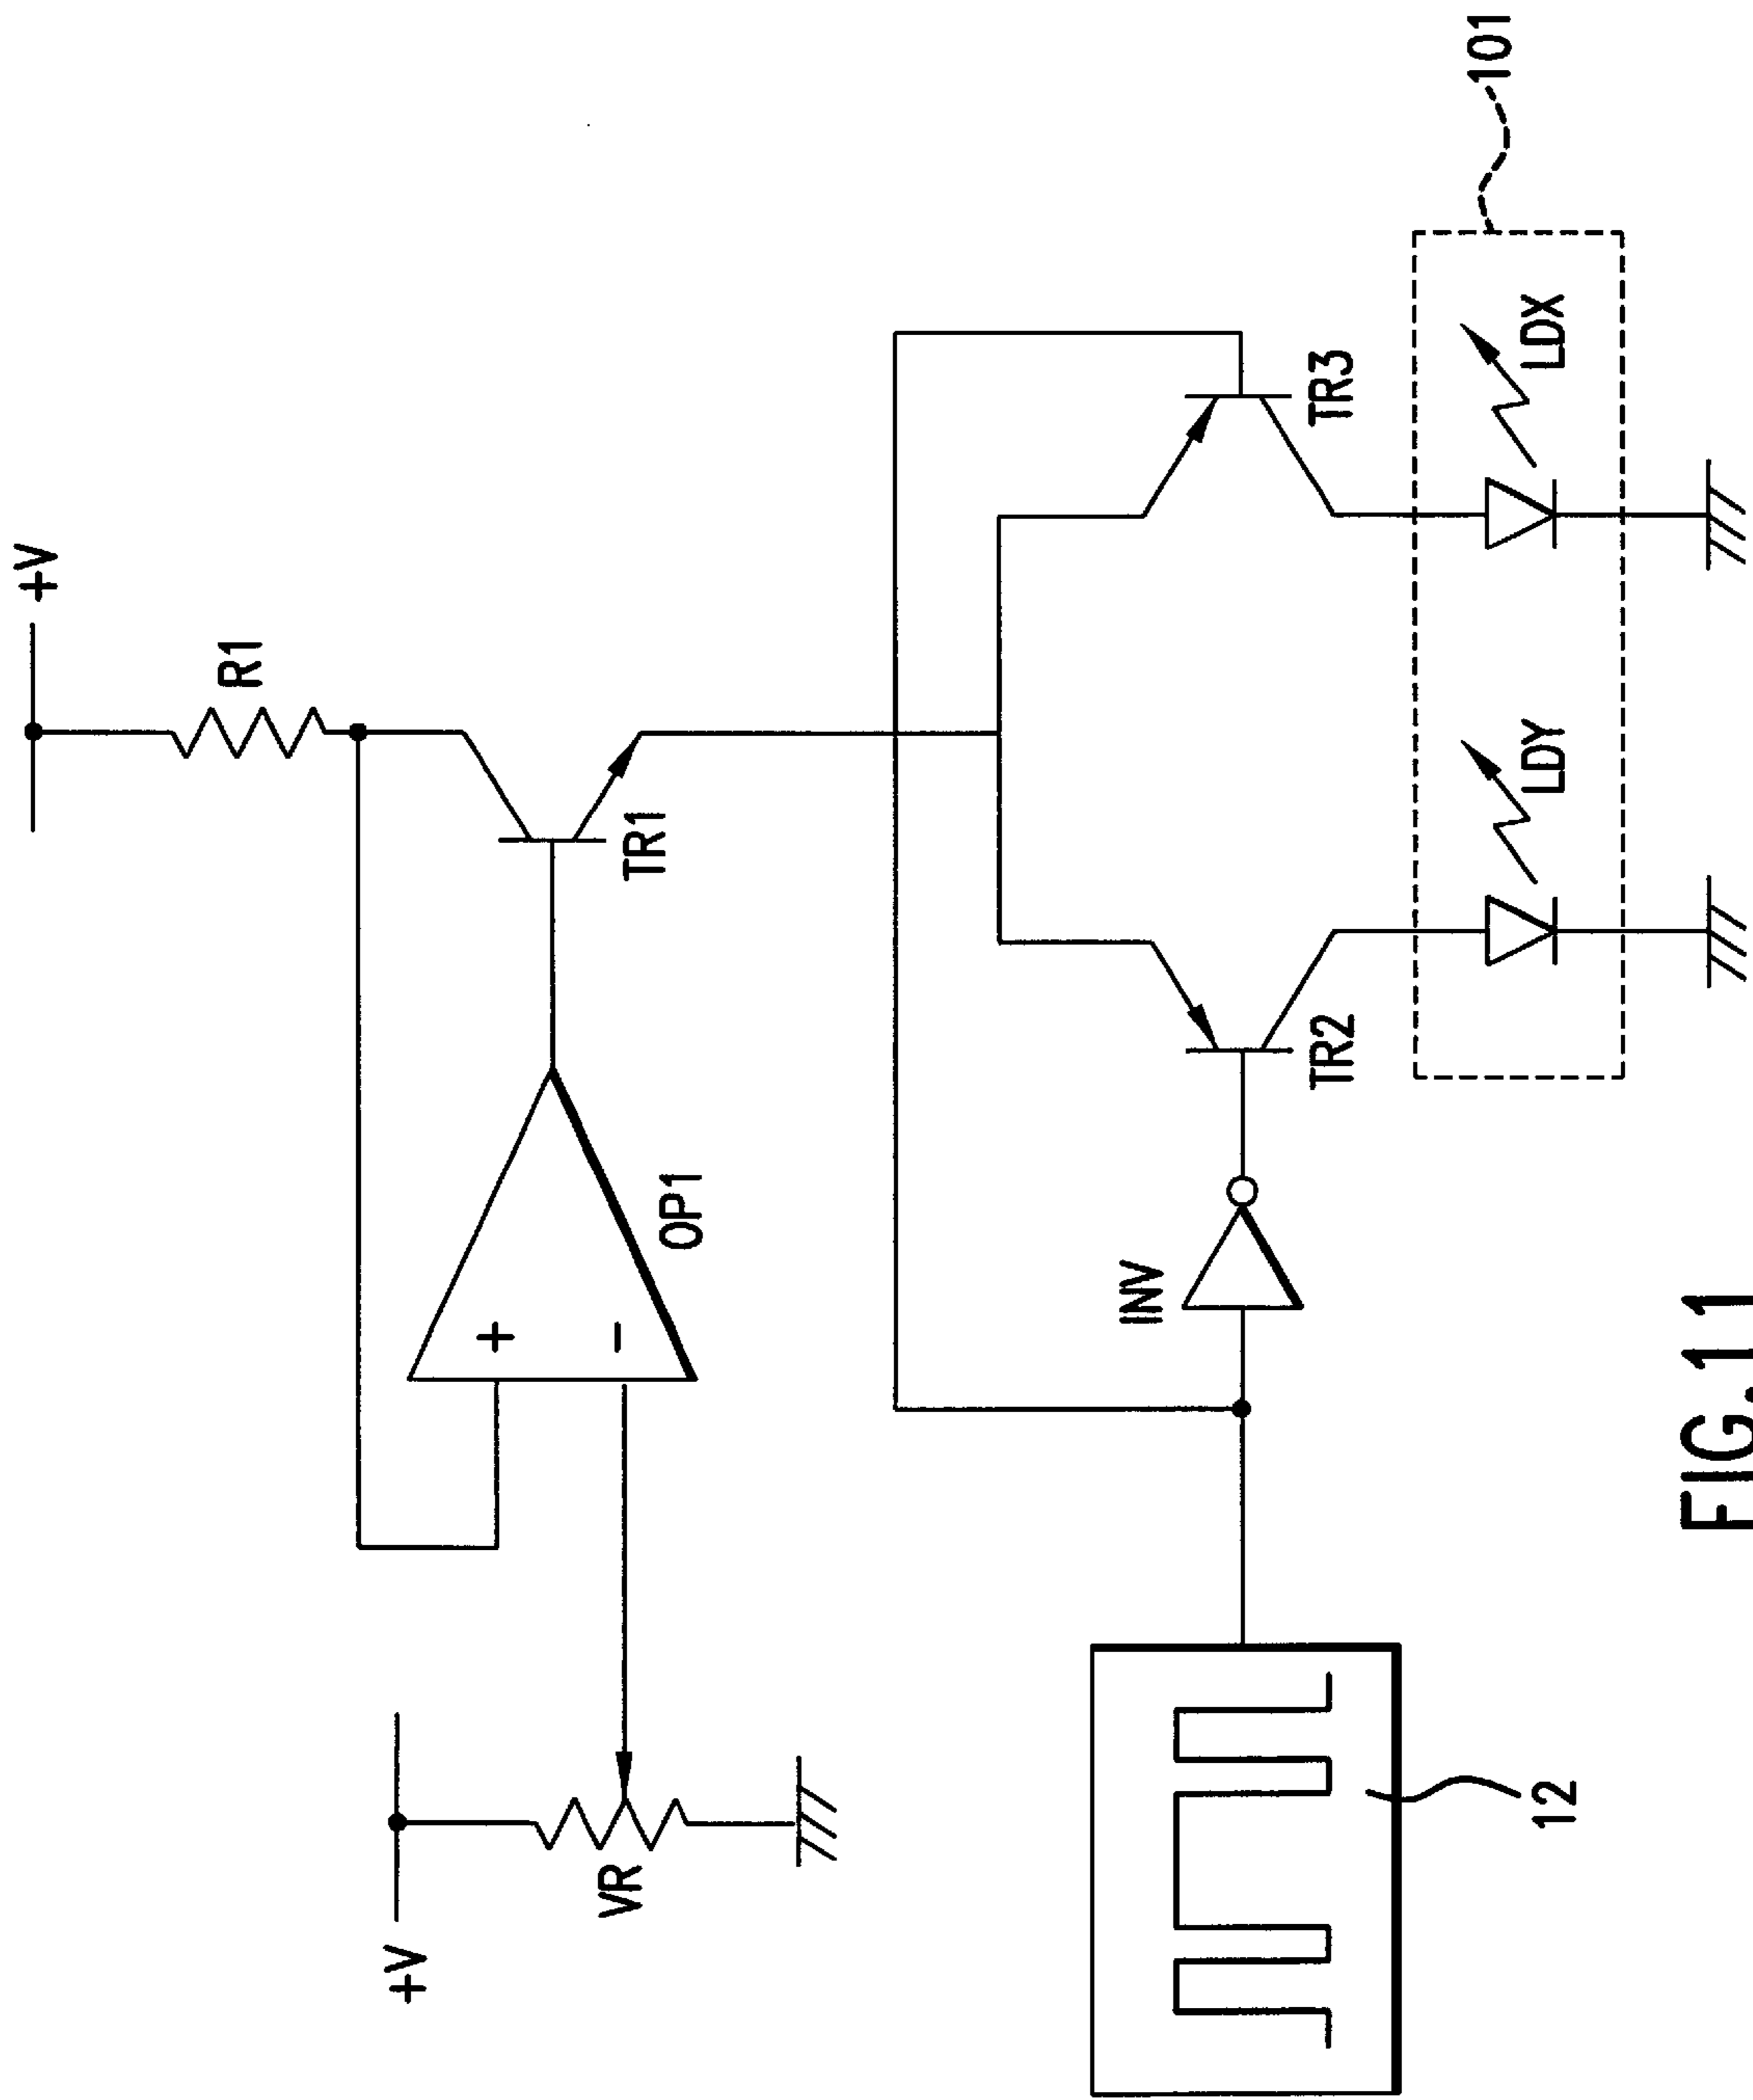 +V
R1
+V
VR
+
-
OP1
TR1
INV
TR2
TR3
LDY
LDX
101
12
FIG.11